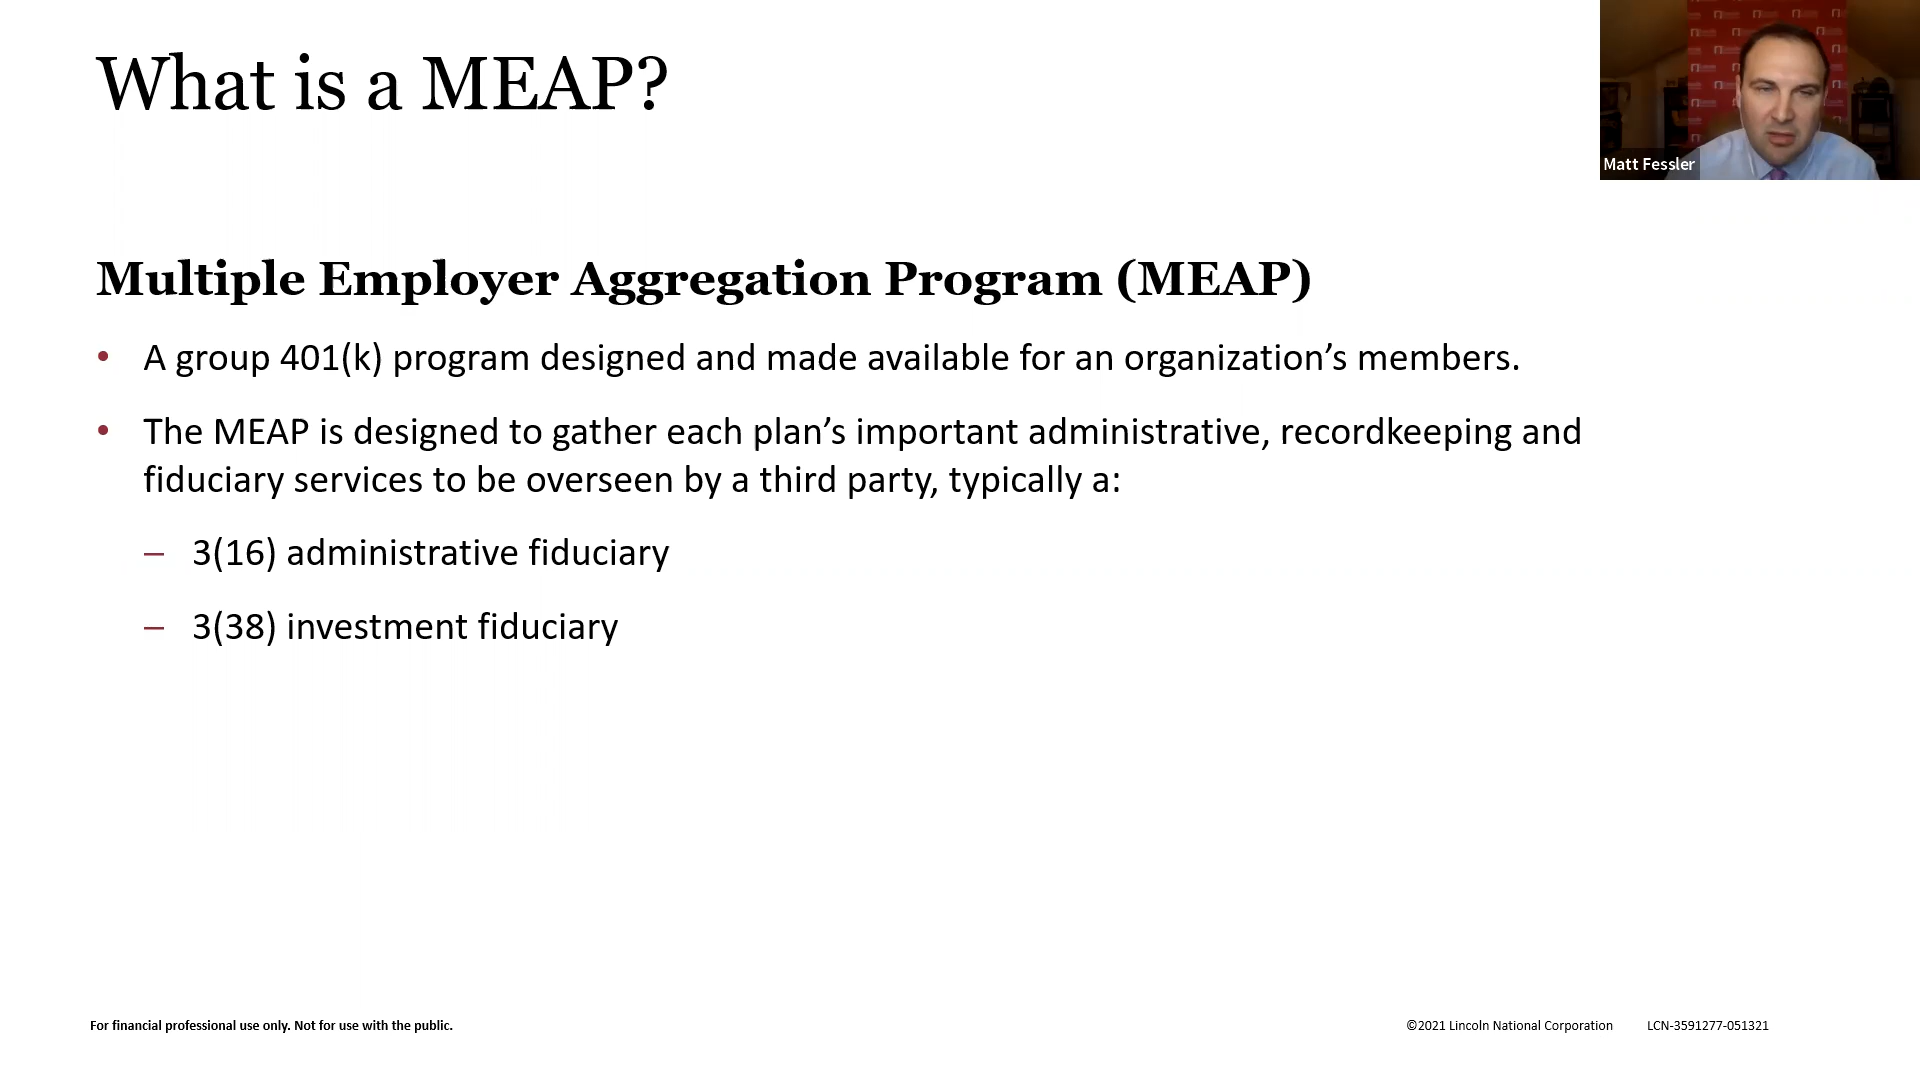 What is a MEAP?
Matt Fessler
Multiple Employer Aggregation Program (MEAP)
• A group 401(k) program designed and made available for an organization’s members.
• The MEAP is designed to gather each plan’s important administrative, recordkeeping and
fiduciary services to be overseen by a third party, typically a:
– 3(16) administrative fiduciary
– 3(38) investment fiduciary
For financial professional use only. Not for use with the public.
©2021 Lincoln National Corporation LCN-3591277-051321